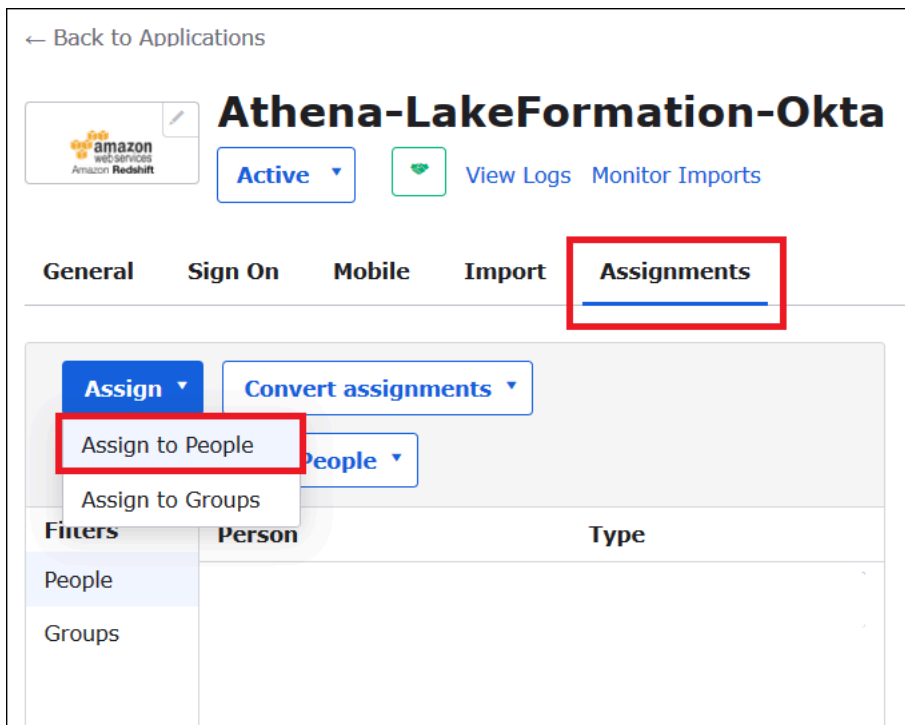 ← Back to Applications
Athena-LakeFormation-Okta
amazon
web services
Amazon Redshift
Active
View Logs Monitor Imports
General Sign On Mobile Import Assignments
Assign Convert assignments
Assign to People
People
Assign to Groups
Filters Person Type
People
Groups